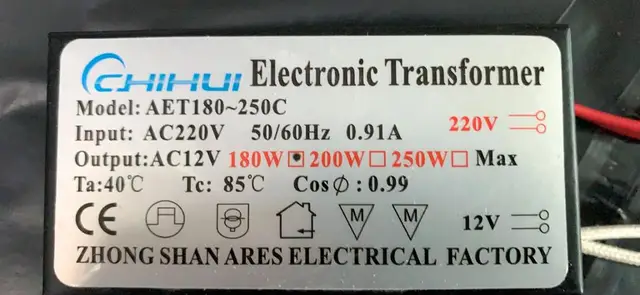 CHIHUI Electronic Transformer
Model: AET180~250C
Input: AC220V 50/60Hz 0.91A
220V
Output:AC12V 180W 200W 250W Max
Ta:40℃ Tc: 85℃ Cos∅: 0.99
CE M M 12V
ZHONG SHAN ARES ELECTRICAL FACTORY